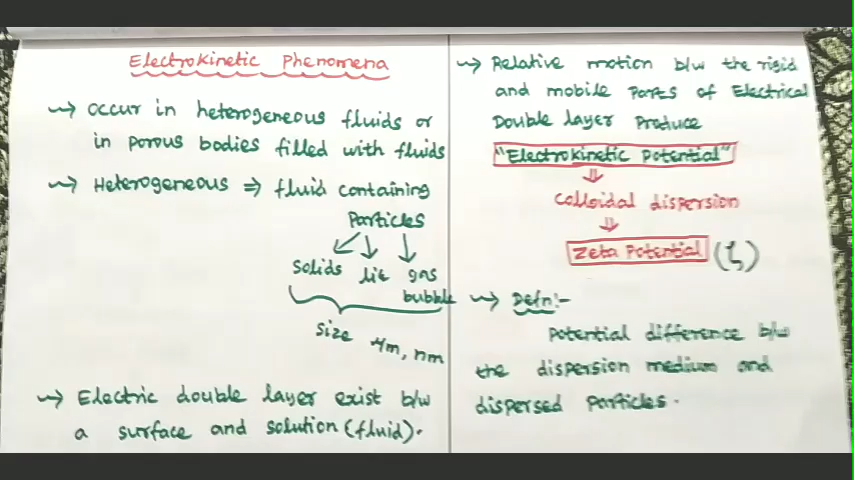 Electrokinetic Phenomena
→ occur in heterogeneous fluids or
in porous bodies filled with fluids
→ Heterogeneous ⇒ fluid containing
particles
solids liq gas
bubble
size μm, nm
→ Electric double layer exist b/w
a surface and solution (fluid).
→ Relative motion b/w the rigid
and mobile parts of Electrical
Double layer produce
"Electrokinetic potential"
⇓
Colloidal dispersion
⇓
Zeta Potential (ζ)
→ Defn:-
Potential difference b/w
the dispersion medium and
dispersed particles.